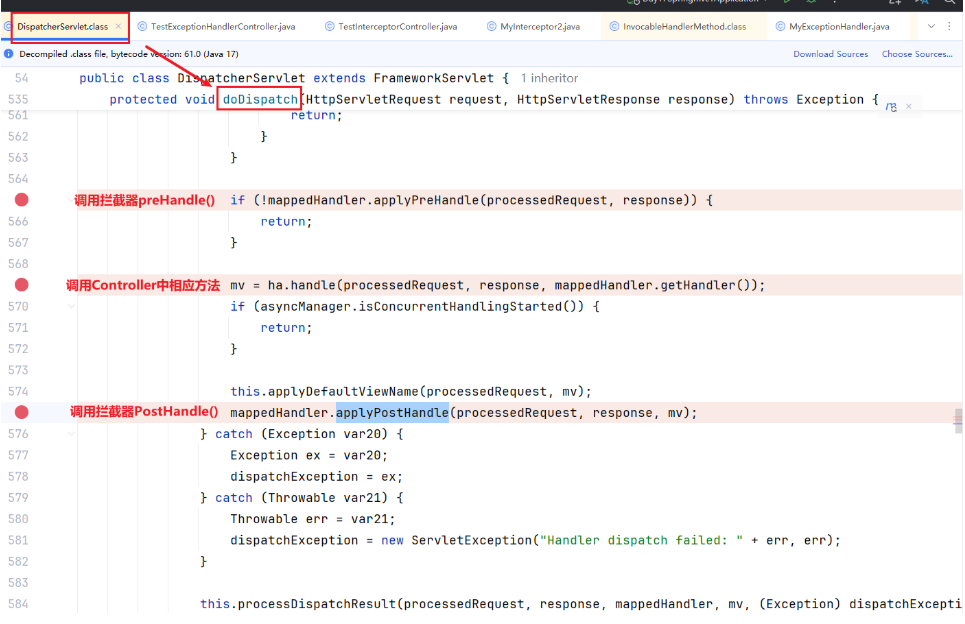 DispatcherServlet.class
TestExceptionHandlerController.java
TestInterceptorController.java
MyInterceptor2.java
InvocableHandlerMethod.class
MyExceptionHandler.java
Decompiled .class file, bytecode version: 61.0 (Java 17)
Download Sources
Choose Sources...
54 public class DispatcherServlet extends FrameworkServlet { 1 inheritor
535 protected void doDispatch(HttpServletRequest request, HttpServletResponse response) throws Exception {
561 return;
562 }
563 }
564
调用拦截器preHandle() if (!mappedHandler.applyPreHandle(processedRequest, response)) {
566 return;
567 }
568
调用Controller中相应方法 mv = ha.handle(processedRequest, response, mappedHandler.getHandler());
570 if (asyncManager.isConcurrentHandlingStarted()) {
571 return;
572 }
573
574 this.applyDefaultViewName(processedRequest, mv);
调用拦截器PostHandle() mappedHandler.applyPostHandle(processedRequest, response, mv);
576 } catch (Exception var20) {
577 Exception ex = var20;
578 dispatchException = ex;
579 } catch (Throwable var21) {
580 Throwable err = var21;
581 dispatchException = new ServletException("Handler dispatch failed: " + err, err);
582 }
583
584 this.processDispatchResult(processedRequest, response, mappedHandler, mv, (Exception) dispatchExcepti